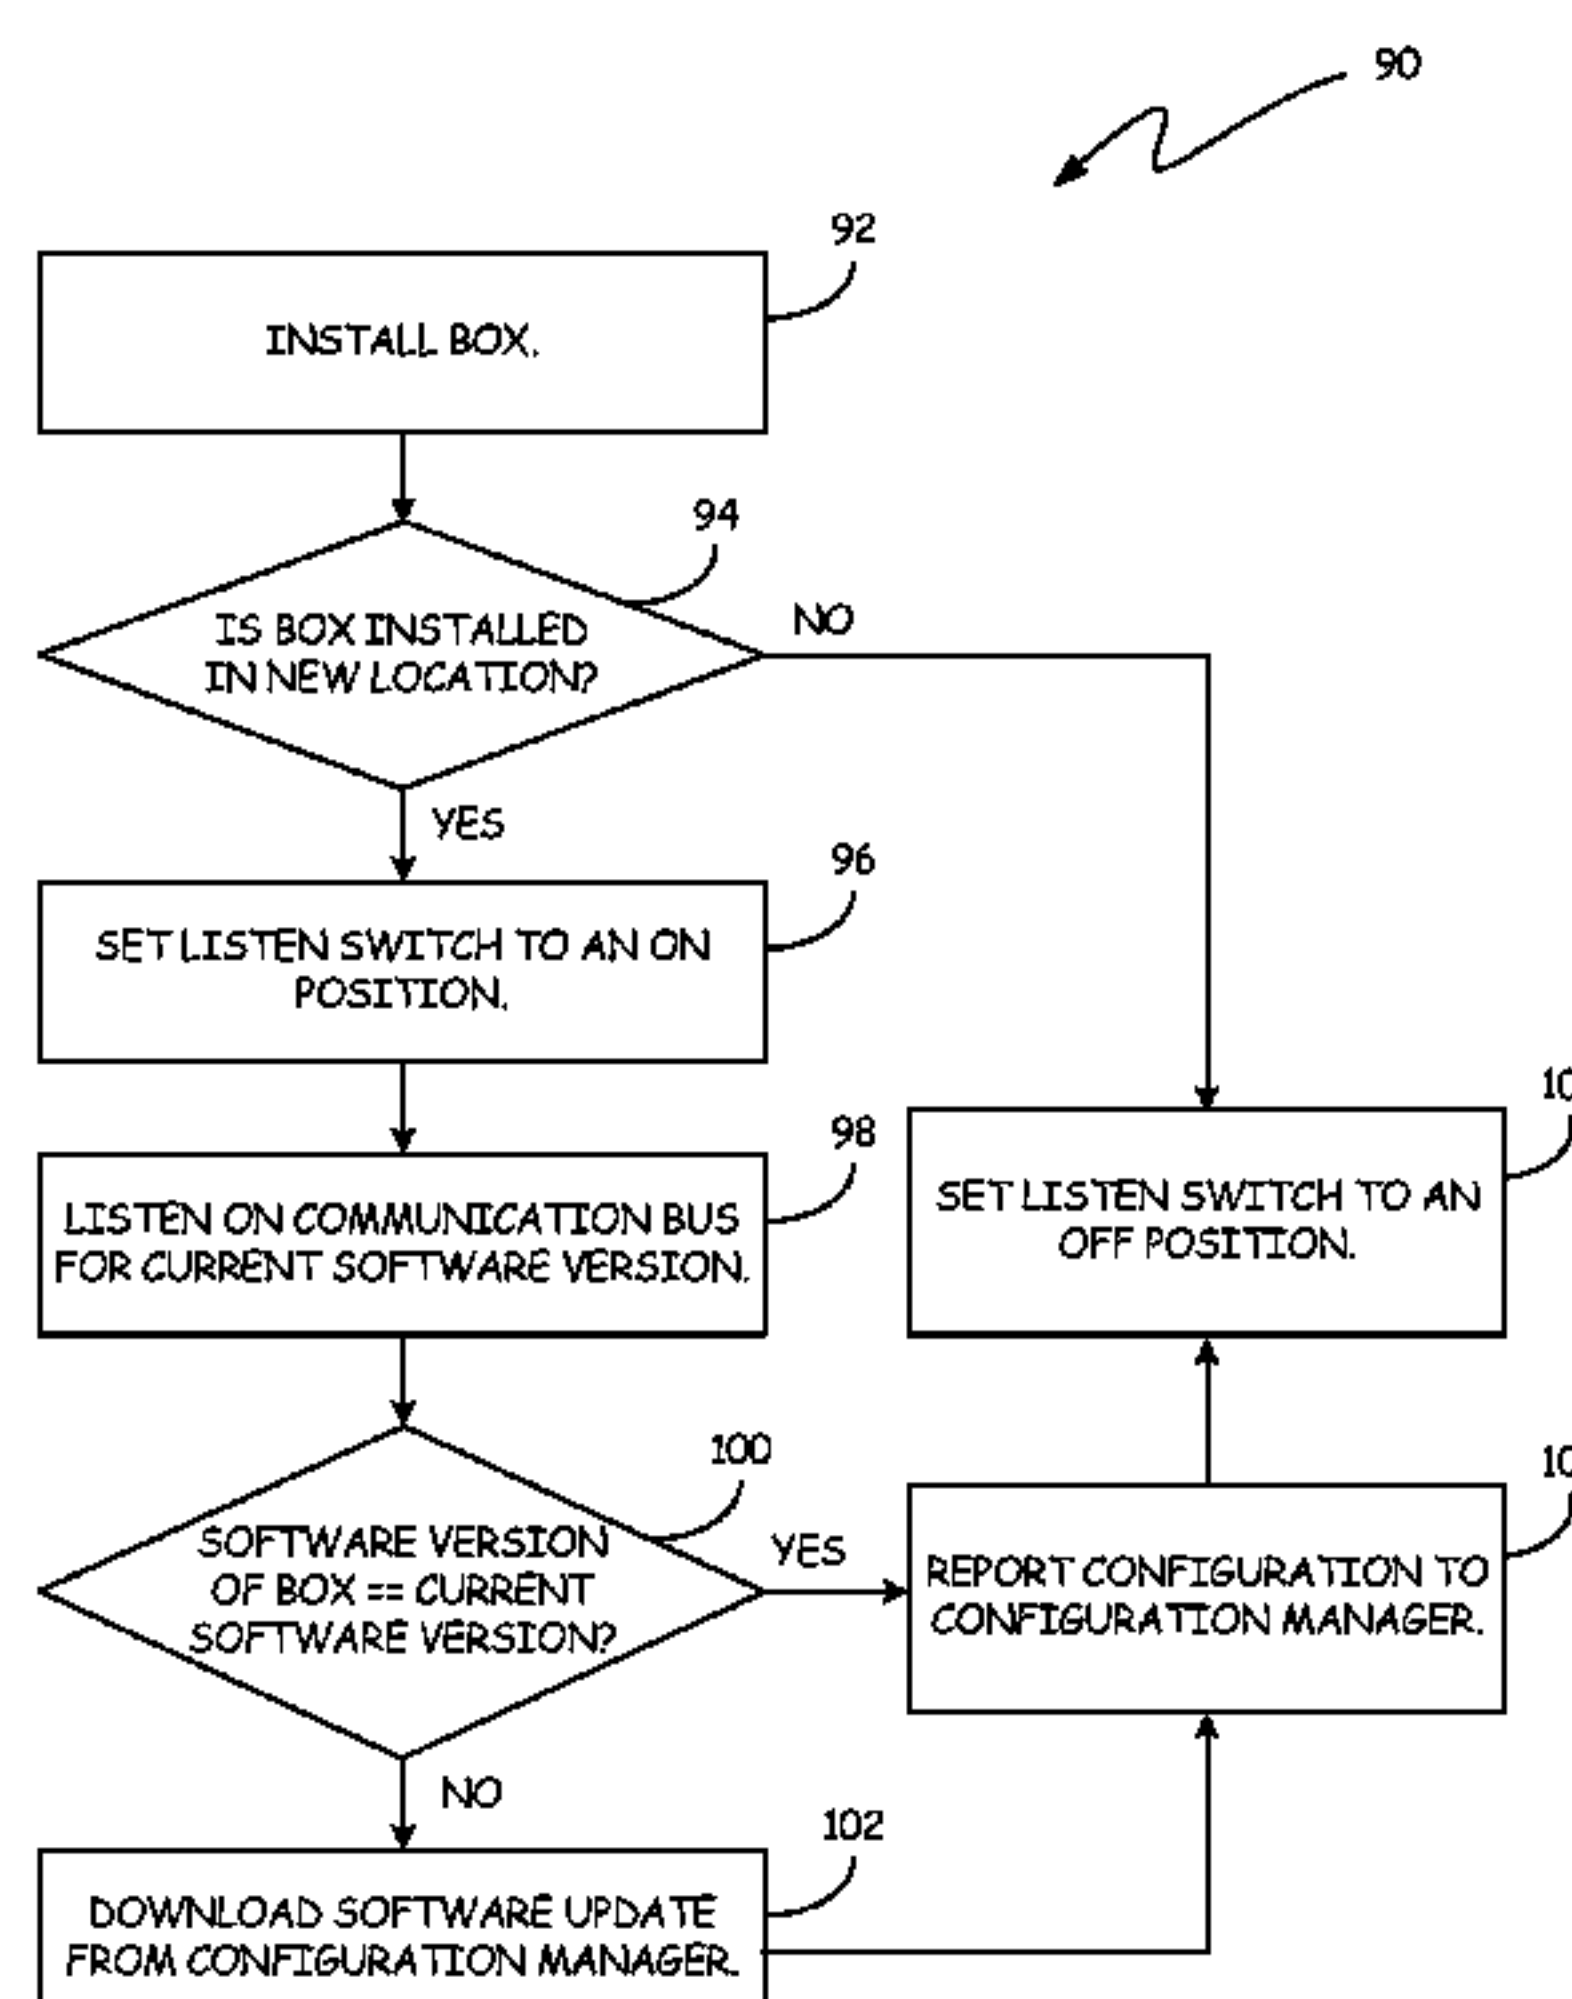 90
92
INSTALL BOX.
94
IS BOX INSTALLED
IN NEW LOCATION?
NO
YES
96
SET LISTEN SWITCH TO AN ON
POSITION.
98
LISTEN ON COMMUNICATION BUS
FOR CURRENT SOFTWARE VERSION.
SET LISTEN SWITCH TO AN
OFF POSITION.
100
SOFTWARE VERSION
OF BOX == CURRENT
SOFTWARE VERSION?
YES
REPORT CONFIGURATION TO
CONFIGURATION MANAGER.
NO
102
DOWNLOAD SOFTWARE UPDATE
FROM CONFIGURATION MANAGER.